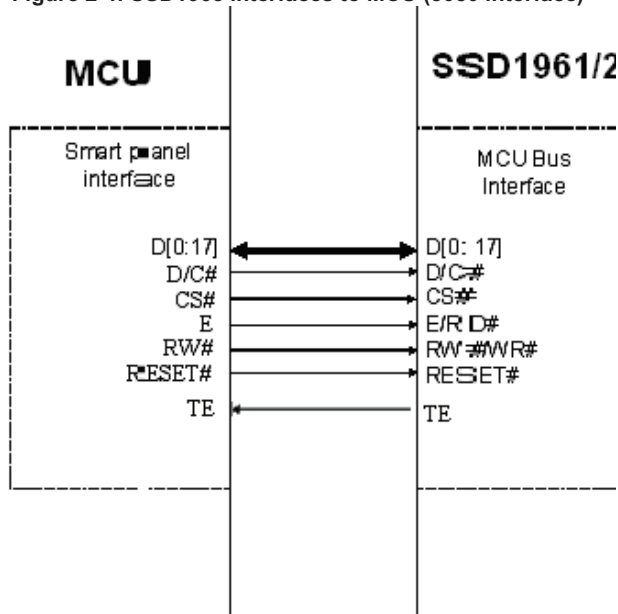 MCU
SSD1961/2
Smart panel
interface
MCU Bus
Interface
D[0:17]
D[0: 17]
D/C#
D/C#
CS#
CS#
E
E/RD#
RW#
RW#/WR#
RESET#
RESET#
TE
TE